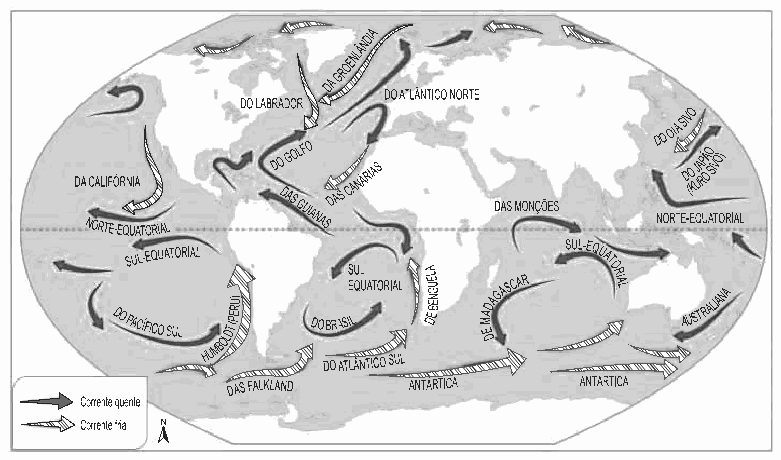 DA GROENLÂNDIA
DO LABRADOR
DO ATLÂNTICO NORTE
DO GOLFO
DAS CANÁRIAS
DO OIA SIVO
DO JAPÃO
(KURO SIVO)
DA CALIFÓRNIA
DAS GUIANAS
DAS MONÇÕES
NORTE-EQUATORIAL
NORTE-EQUATORIAL
SUL-EQUATORIAL
SUL-EQUATORIAL
SUL
EQUATORIAL
DE BENGUELA
DE MADAGASCAR
AUSTRALIANA
DO PACÍFICO SUL
HUMBOLDT (PERU)
DO BRASIL
DO ATLÂNTICO SUL
DAS FALKLAND
ANTÁRTICA
ANTÁRTICA
Corrente quente
Corrente fria
N